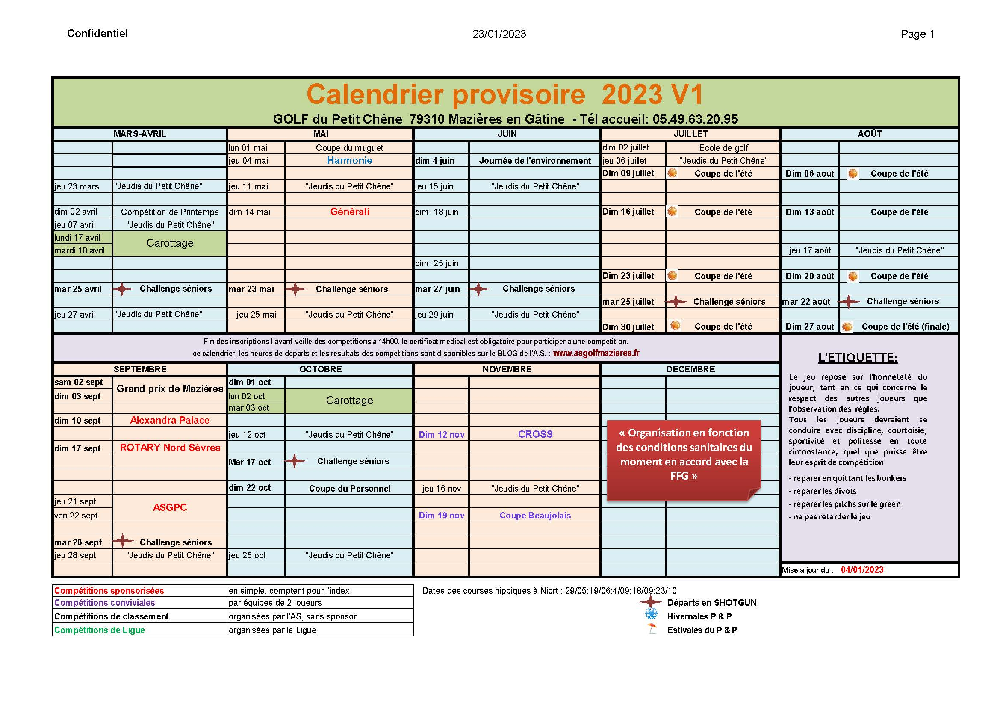 Confidentiel 23/01/2023 Page 1
Calendrier provisoire 2023 V1
GOLF du Petit Chêne 79310 Mazières en Gâtine - Tél accueil: 05.49.63.20.95
MARS-AVRIL MAI JUIN JUILLET AOÛT
lun 01 mai Coupe du muguet dim 02 juillet Ecole de golf
jeu 04 mai Harmonie dim 4 juin Journée de l'environnement jeu 06 juillet "Jeudis du Petit Chêne"
Dim 09 juillet Coupe de l'été Dim 06 août Coupe de l'été
jeu 23 mars "Jeudis du Petit Chêne" jeu 11 mai "Jeudis du Petit Chêne" jeu 15 juin "Jeudis du Petit Chêne"
dim 02 avril Compétition de Printemps dim 14 mai Générali dim 18 juin Dim 16 juillet Coupe de l'été Dim 13 août Coupe de l'été
jeu 07 avril "Jeudis du Petit Chêne"
lundi 17 avril Carottage
mardi 18 avril jeu 17 août "Jeudis du Petit Chêne"
dim 25 juin
Dim 23 juillet Coupe de l'été Dim 20 août Coupe de l'été
mar 25 avril Challenge séniors mar 23 mai Challenge séniors mar 27 juin Challenge séniors
mar 25 juillet Challenge séniors mar 22 août Challenge séniors
jeu 27 avril "Jeudis du Petit Chêne" jeu 25 mai "Jeudis du Petit Chêne" jeu 29 juin "Jeudis du Petit Chêne"
Dim 30 juillet Coupe de l'été Dim 27 août Coupe de l'été (finale)
Fin des inscriptions l'avant-veille des compétitions à 14h00, le certificat médical est obligatoire pour participer à une compétition,
ce calendrier, les heures de départs et les résultats des compétitions sont disponibles sur le BLOG de l'A.S. : www.asgolfmazieres.fr
SEPTEMBRE OCTOBRE NOVEMBRE DECEMBRE
sam 02 sept Grand prix de Mazières dim 01 oct
dim 03 sept lun 02 oct Carottage
mar 03 oct
dim 10 sept Alexandra Palace
jeu 12 oct "Jeudis du Petit Chêne" Dim 12 nov CROSS
dim 17 sept ROTARY Nord Sèvres
Mar 17 oct Challenge séniors
dim 22 oct Coupe du Personnel jeu 16 nov "Jeudis du Petit Chêne"
jeu 21 sept ASGPC
ven 22 sept Dim 19 nov Coupe Beaujolais
mar 26 sept Challenge séniors
jeu 28 sept "Jeudis du Petit Chêne" jeu 26 oct "Jeudis du Petit Chêne"
« Organisation en fonction
des conditions sanitaires du
moment en accord avec la
FFG »
L'ETIQUETTE:
Le jeu repose sur l'honnêteté du
joueur, tant en ce qui concerne le
respect des autres joueurs que
l'observation des règles.
Tous les joueurs devraient se
conduire avec discipline, courtoisie,
sportivité et politesse en toute
circonstance, quel que puisse être
leur esprit de compétition:
- réparer en quittant les bunkers
- réparer les divots
- réparer les pitchs sur le green
- ne pas retarder le jeu
Mise à jour du : 04/01/2023
Compétitions sponsorisées en simple, comptent pour l'index
Compétitions conviviales par équipes de 2 joueurs
Compétitions de classement organisées par l'AS, sans sponsor
Compétitions de Ligue organisées par la Ligue
Dates des courses hippiques à Niort : 29/05;19/06;4/09;18/09;23/10
Départs en SHOTGUN
Hivernales P & P
Estivales du P & P